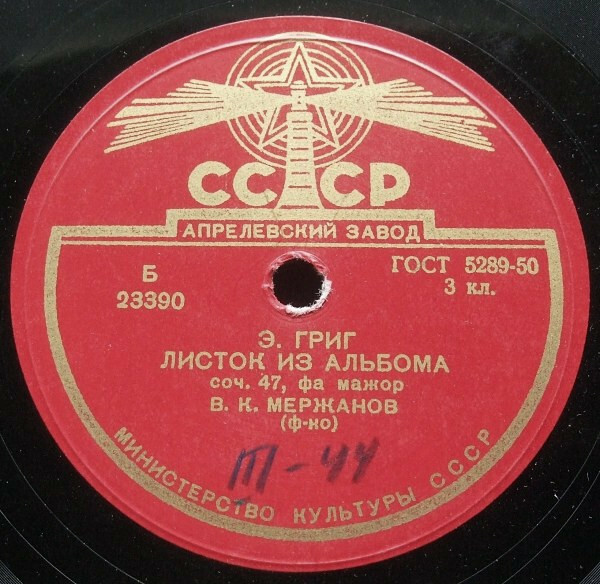 СССР
АПРЕЛЕВСКИЙ ЗАВОД
Б
23390
ГОСТ 5289-50
3 кл.
Э. ГРИГ
ЛИСТОК ИЗ АЛЬБОМА
соч. 47, фа мажор
В. К. МЕРЖАНОВ
(ф-но)
Ш-44
МИНИСТЕРСТВО КУЛЬТУРЫ СССР